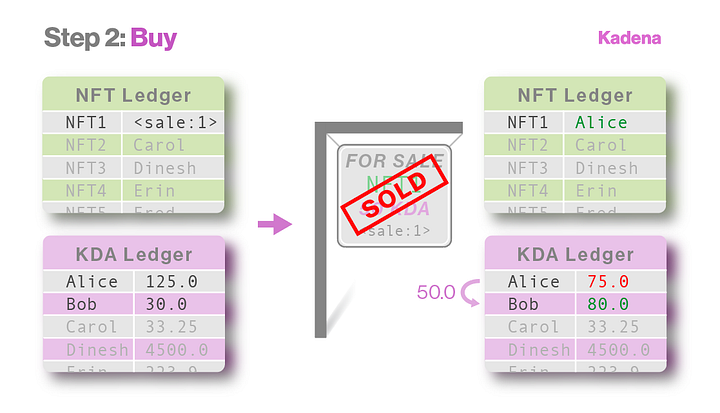 Step 2: Buy
Kadena
NFT Ledger
NFT1 <sale:1>
NFT2 Carol
NFT3 Dinesh
NFT4 Erin
NFT5 Fred
KDA Ledger
Alice 125.0
Bob 30.0
Carol 33.25
Dinesh 4500.0
Erin 223.9
FOR SALE
SOLD
KDA
sale:1>
50.0
NFT Ledger
NFT1 Alice
NFT2 Carol
NFT3 Dinesh
NFT4 Erin
NFT5 Fred
KDA Ledger
Alice 75.0
Bob 80.0
Carol 33.25
Dinesh 4500.0
Erin 223.9